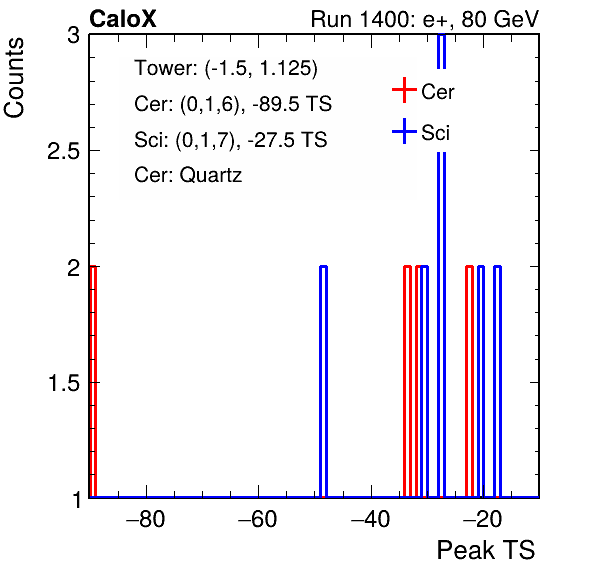 CaloX
Run 1400: e+, 80 GeV
Counts
3
2.5
2
1.5
1
Tower: (-1.5, 1.125)
Cer: (0,1,6), -89.5 TS
Sci: (0,1,7), -27.5 TS
Cer: Quartz
Cer
Sci
−80
−60
−40
−20
Peak TS